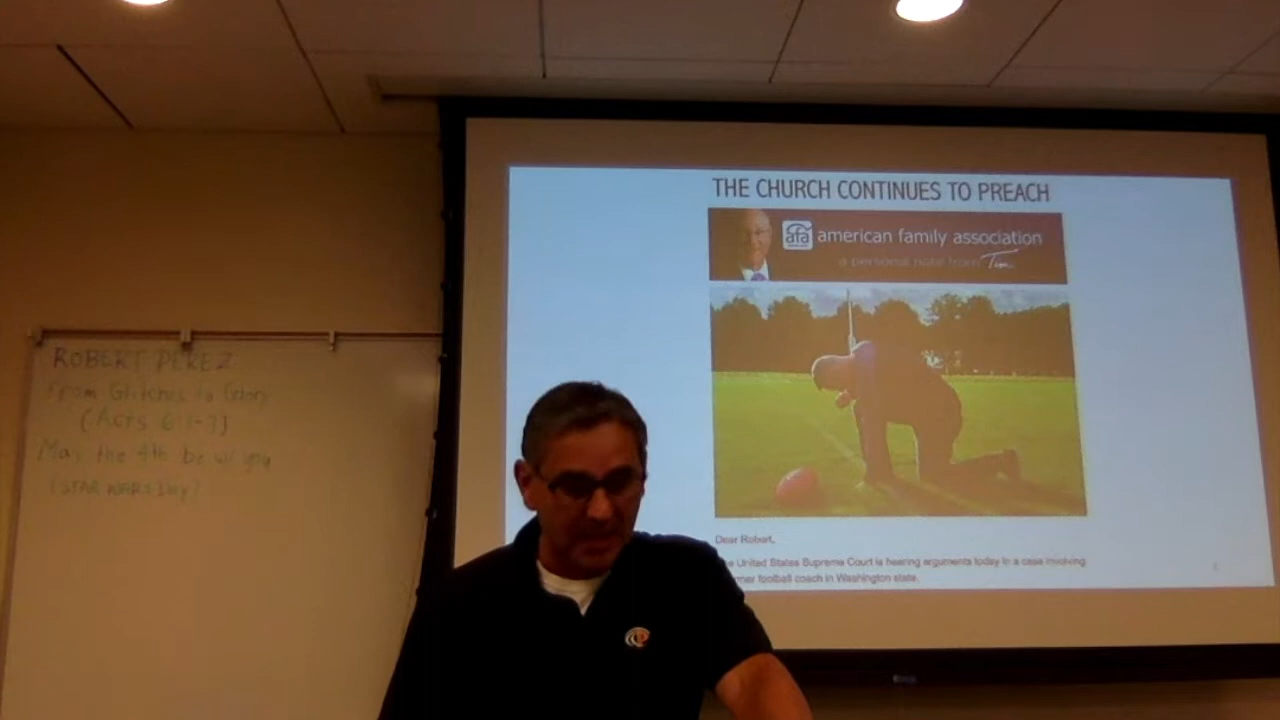 ROBERT PEREZ
From Glitches to Glory
(Acts 6:1-7)
May the 4th be w/ you
(STAR WARS Day)
THE CHURCH CONTINUES TO PREACH
afa american family association
a personal note from Tim
Dear Robert,
United States Supreme Court is hearing arguments today in a case involving
football coach in Washington state.